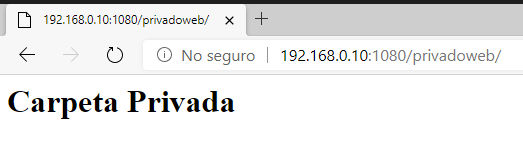 192.168.0.10:1080/privadoweb/
No seguro 192.168.0.10:1080/privadoweb/
Carpeta Privada